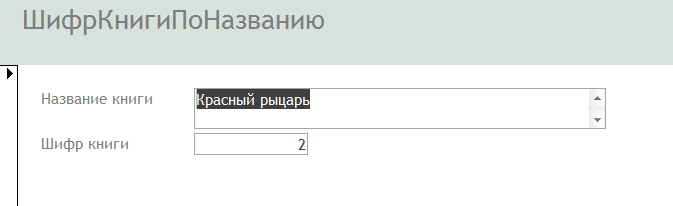 ШифрКнигиПоНазванию
Название книги Красный рыцарь
Шифр книги 2